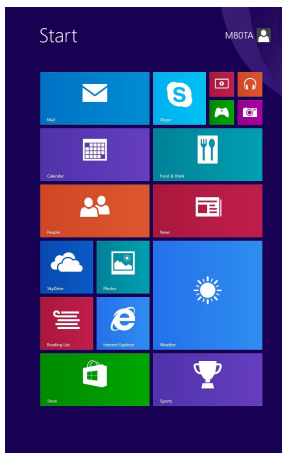 Start
M80TA
Mail
Skype
Calendar
Food & Drink
People
News
SkyDrive
Photos
Weather
Reading List
Internet Explorer
Store
Sports